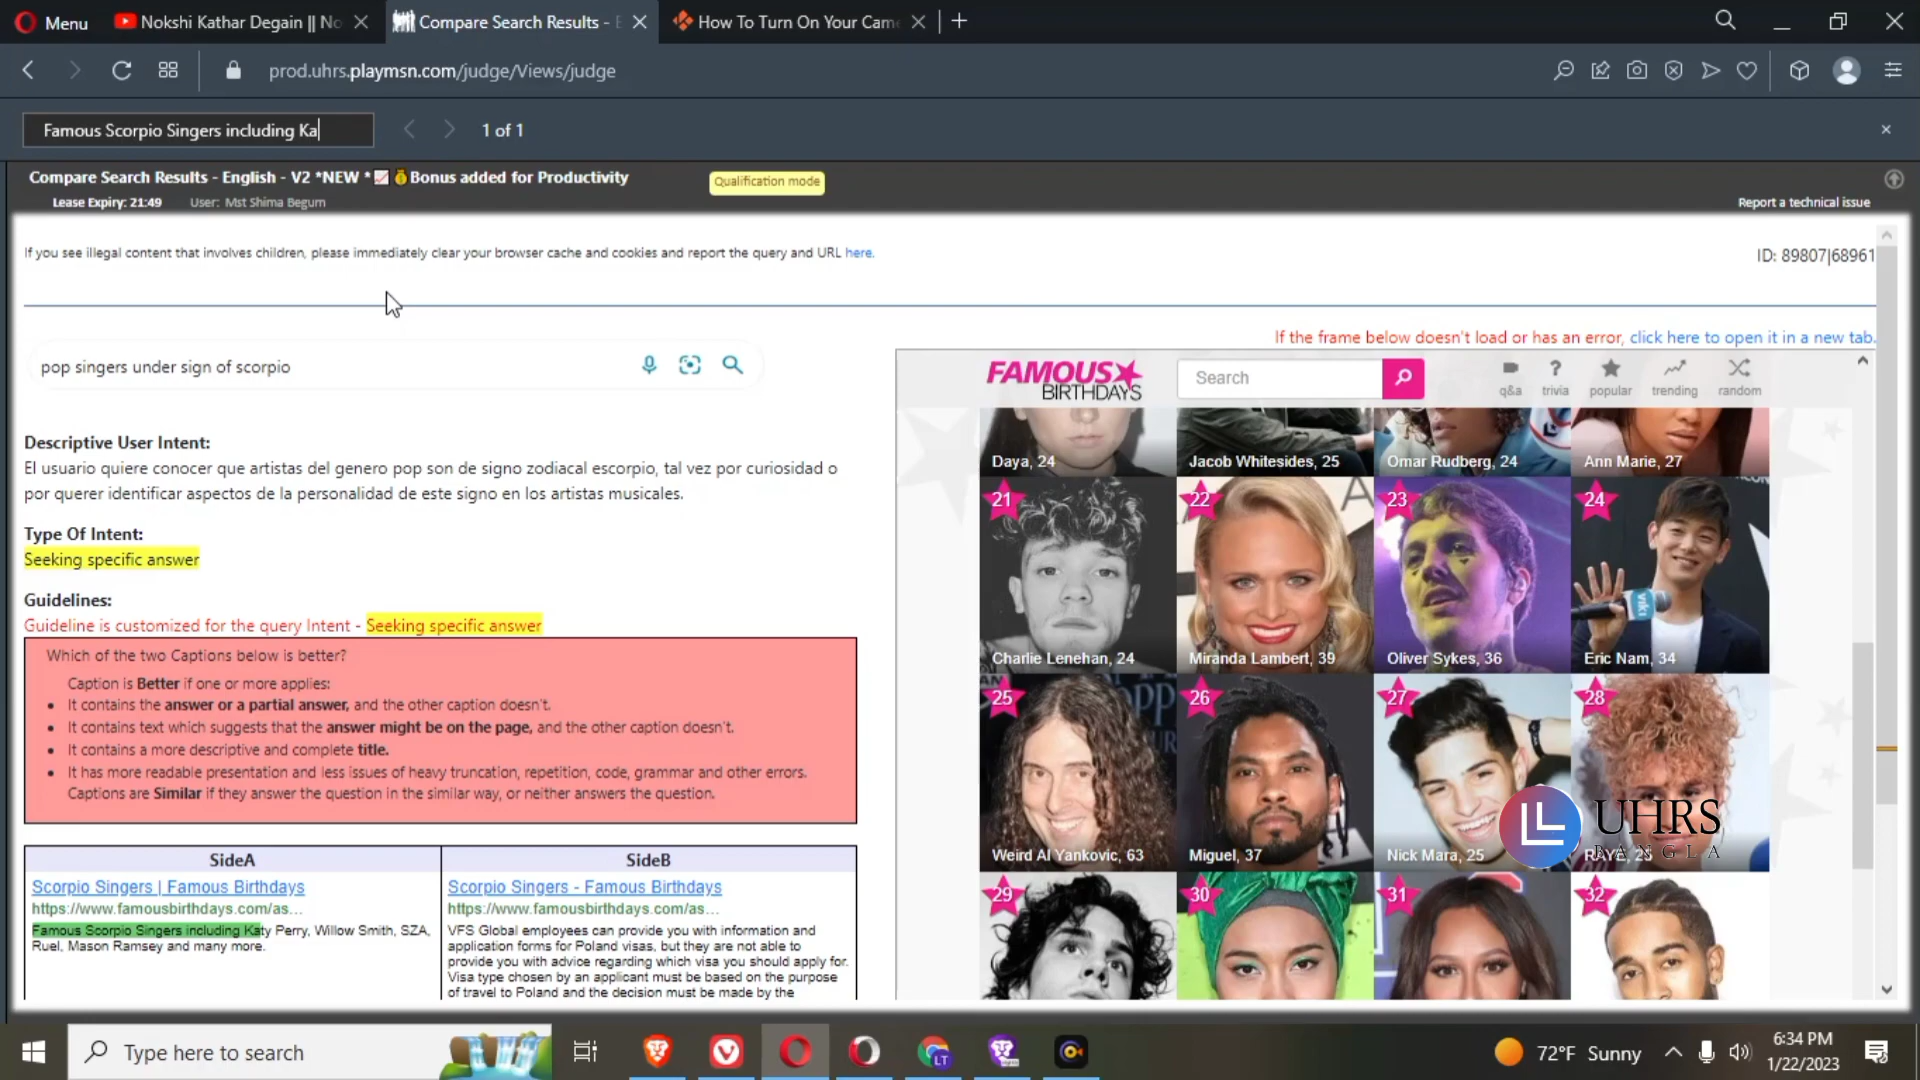 Menu
Nokshi Kathar Degain || No
Compare Search Results - E
How To Turn On Your Came
prod.uhrs.playmsn.com/judge/Views/judge
Famous Scorpio Singers including Ka
1 of 1
Compare Search Results - English - V2 *NEW *📈💰Bonus added for Productivity
Qualification mode
Lease Expiry: 21:49 User: Mst Shima Begum
Report a technical issue
If you see illegal content that involves children, please immediately clear your browser cache and cookies and report the query and URL here.
ID: 89807|68961
If the frame below doesn't load or has an error, click here to open it in a new tab.
pop singers under sign of scorpio
Descriptive User Intent:
El usuario quiere conocer que artistas del genero pop son de signo zodiacal escorpio, tal vez por curiosidad o
por querer identificar aspectos de la personalidad de este signo en los artistas musicales.
Type Of Intent:
Seeking specific answer
Guidelines:
Guideline is customized for the query Intent - Seeking specific answer
Which of the two Captions below is better?
Caption is Better if one or more applies:
• It contains the answer or a partial answer, and the other caption doesn't.
• It contains text which suggests that the answer might be on the page, and the other caption doesn't.
• It contains a more descriptive and complete title.
• It has more readable presentation and less issues of heavy truncation, repetition, code, grammar and other errors.
Captions are Similar if they answer the question in the similar way, or neither answers the question.
SideA
Scorpio Singers | Famous Birthdays
https://www.famousbirthdays.com/as...
Famous Scorpio Singers including Katy Perry, Willow Smith, SZA,
Ruel, Mason Ramsey and many more.
SideB
Scorpio Singers - Famous Birthdays
https://www.famousbirthdays.com/as...
VFS Global employees can provide you with information and
application forms for Poland visas, but they are not able to
provide you with advice regarding which visa you should apply for.
Visa type chosen by an applicant must be based on the purpose
of travel to Poland and the decision must be made by the
FAMOUS
BIRTHDAYS
Search
q&a
trivia
popular
trending
random
Daya, 24
Jacob Whitesides, 25
Omar Rudberg, 24
Ann Marie, 27
21
Charlie Lenehan, 24
22
Miranda Lambert, 39
23
Oliver Sykes, 36
24
Eric Nam, 34
viki
25
Weird Al Yankovic, 63
26
Miguel, 37
27
Nick Mara, 25
28
RAYE, 25
29
30
31
32
UHRS
BANGLA
Type here to search
LT
72°F Sunny
6:34 PM
1/22/2023